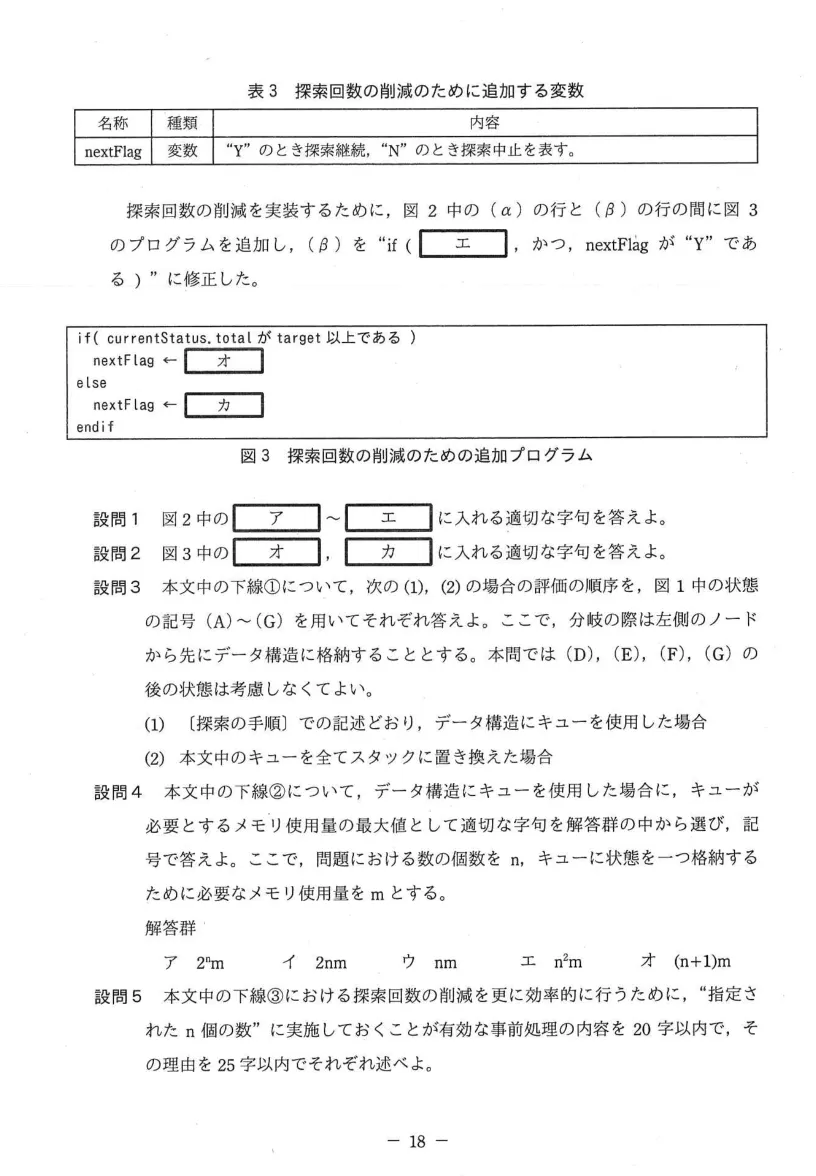 表3 探索回数の削減のために追加する変数
名称 種類 内容
nextFlag 変数 “Y” のとき探索継続, “N” のとき探索中止を表す。
探索回数の削減を実装するために, 図 2 中の (α) の行と (β) の行の間に図 3
のプログラムを追加し, (β) を “if ( エ , かつ, nextFlag が “Y” であ
る ) ” に修正した。
if( currentStatus.total が target 以上である )
nextFlag ← オ
else
nextFlag ← カ
endif
図3 探索回数の削減のための追加プログラム
設問1 図2中の ア ～ エ に入れる適切な字句を答えよ。
設問2 図3中の オ , カ に入れる適切な字句を答えよ。
設問3 本文中の下線①について, 次の (1), (2) の場合の評価の順序を, 図 1 中の状態
の記号 (A)～(G) を用いてそれぞれ答えよ。ここで, 分岐の際は左側のノード
から先にデータ構造に格納することとする。本問では (D), (E), (F), (G) の
後の状態は考慮しなくてよい。
(1) 〔探索の手順〕での記述どおり, データ構造にキューを使用した場合
(2) 本文中のキューを全てスタックに置き換えた場合
設問4 本文中の下線②について, データ構造にキューを使用した場合に, キューが
必要とするメモリ使用量の最大値として適切な字句を解答群の中から選び, 記
号で答えよ。ここで, 問題における数の個数を n, キューに状態を一つ格納する
ために必要なメモリ使用量を m とする。
解答群
ア 2ⁿm イ 2nm ウ nm エ n²m オ (n+1)m
設問5 本文中の下線③における探索回数の削減を更に効率的に行うために, “指定さ
れた n 個の数” に実施しておくことが有効な事前処理の内容を 20 字以内で, そ
の理由を 25 字以内でそれぞれ述べよ。
－ 18 －